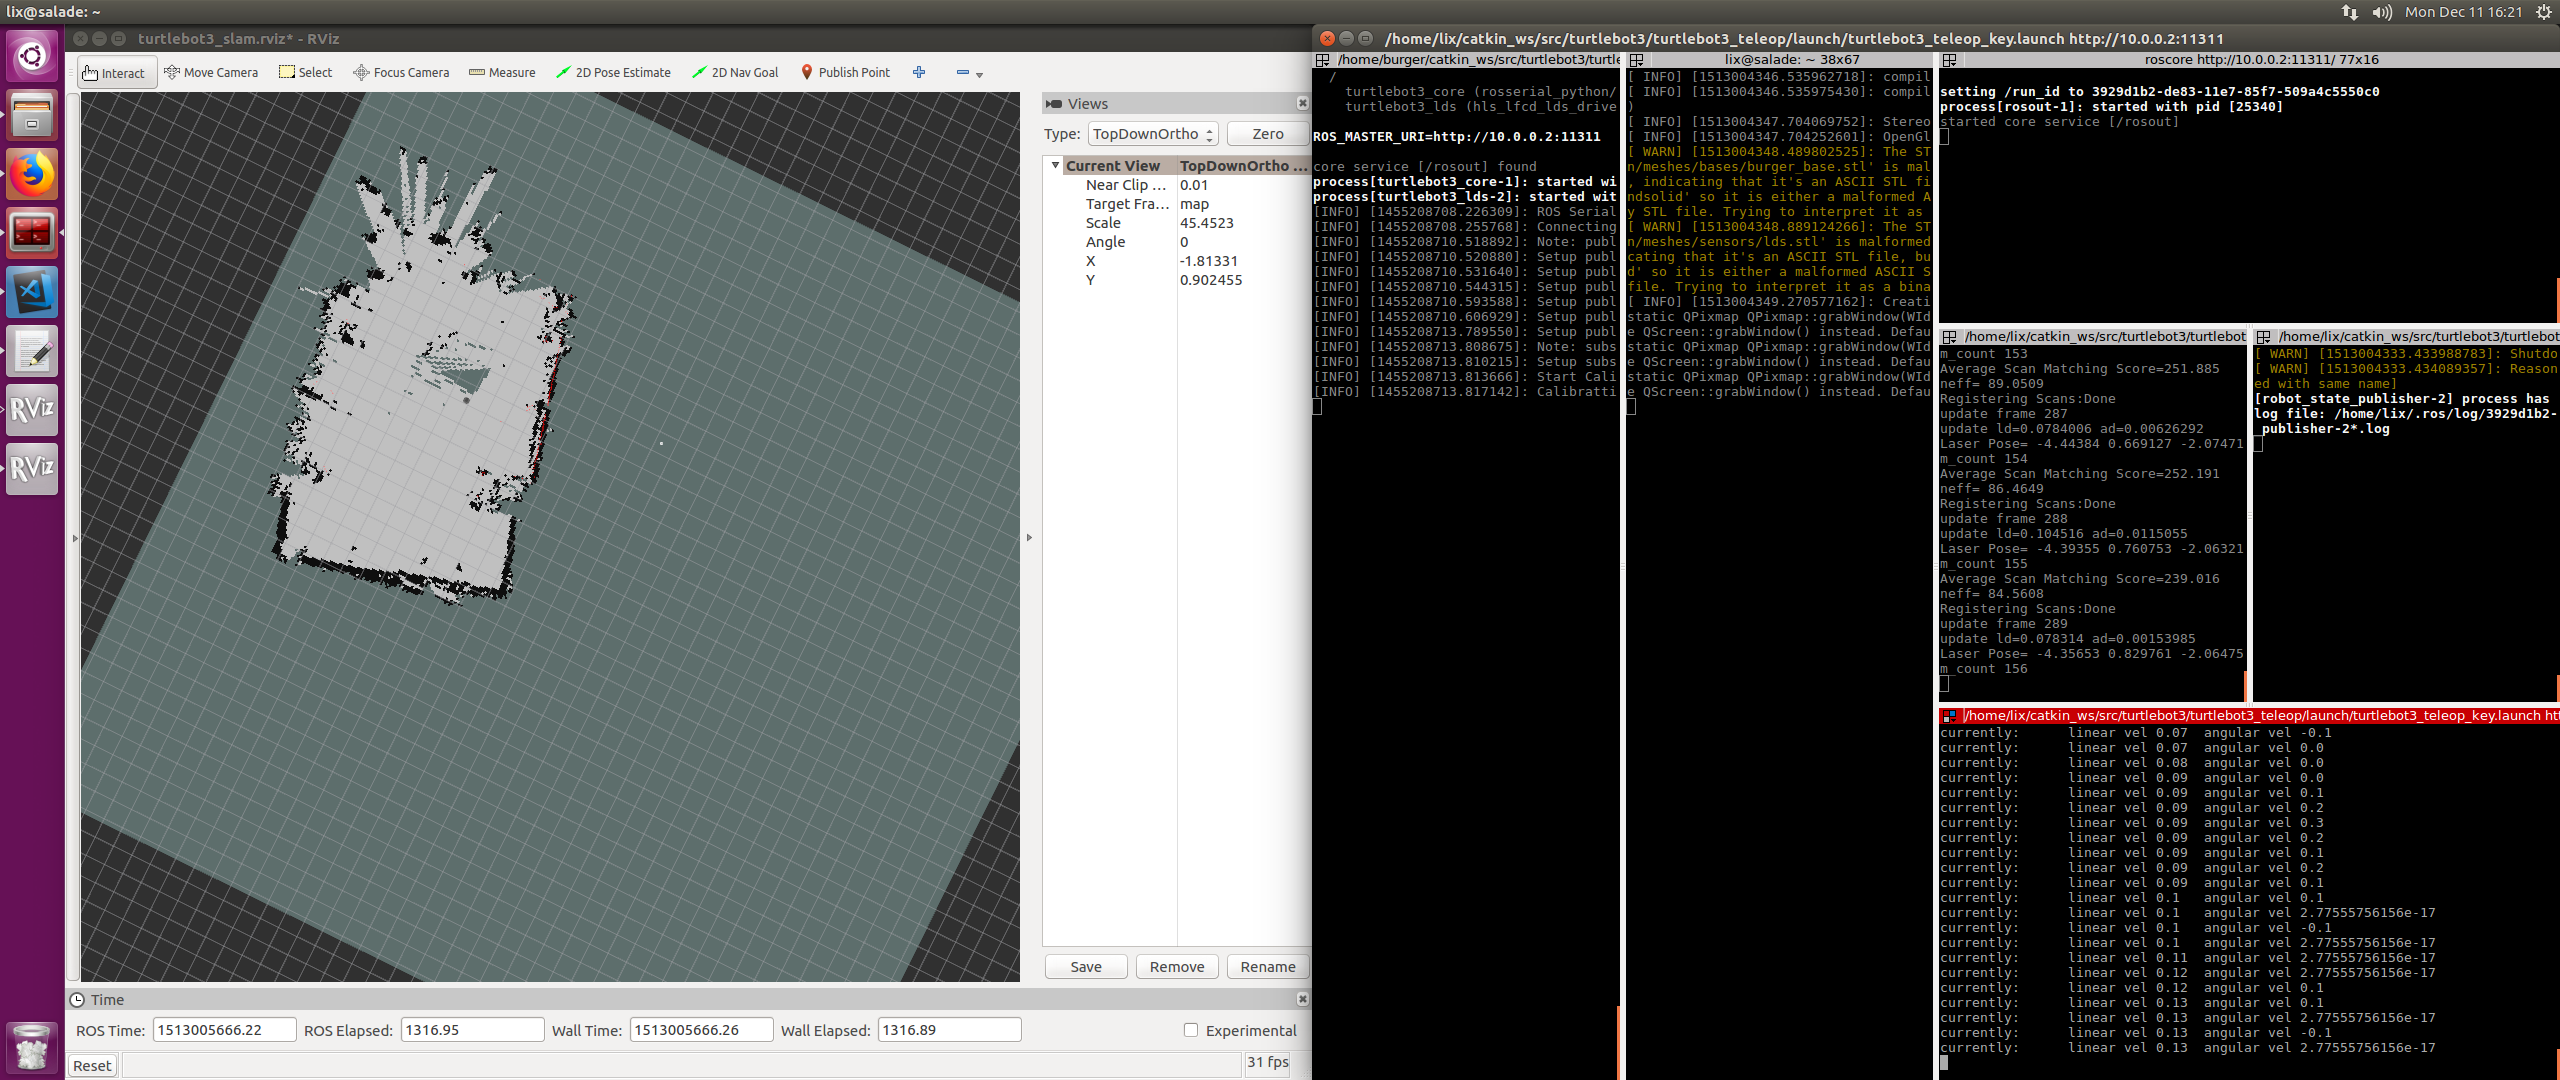 lix@salade: ~
Mon Dec 11 16:21
turtlebot3_slam.rviz* - RViz
Interact
Move Camera
Select
Focus Camera
Measure
2D Pose Estimate
2D Nav Goal
Publish Point
Views
Type:
TopDownOrtho
Zero
Current View TopDownOrtho ...
Near Clip ... 0.01
Target Fra... map
Scale 45.4523
Angle 0
X -1.81331
Y 0.902455
Save
Remove
Rename
RViz
RViz
Time
ROS Time: 1513005666.22
ROS Elapsed: 1316.95
Wall Time: 1513005666.26
Wall Elapsed: 1316.89
Experimental
Reset
31 fps
/home/lix/catkin_ws/src/turtlebot3/turtlebot3_teleop/launch/turtlebot3_teleop_key.launch http://10.0.0.2:11311
/home/burger/catkin_ws/src/turtlebot3/turtle
/
turtlebot3_core (rosserial_python/
turtlebot3_lds (hls_lfcd_lds_drive
ROS_MASTER_URI=http://10.0.0.2:11311
core service [/rosout] found
process[turtlebot3_core-1]: started wi
process[turtlebot3_lds-2]: started wit
[INFO] [1455208708.226309]: ROS Serial
[INFO] [1455208708.255768]: Connecting
[INFO] [1455208710.518892]: Note: publ
[INFO] [1455208710.520880]: Setup publ
[INFO] [1455208710.531640]: Setup publ
[INFO] [1455208710.544315]: Setup publ
[INFO] [1455208710.593588]: Setup publ
[INFO] [1455208710.606929]: Setup publ
[INFO] [1455208713.789550]: Setup publ
[INFO] [1455208713.808675]: Note: subs
[INFO] [1455208713.810215]: Setup subs
[INFO] [1455208713.813666]: Start Cali
[INFO] [1455208713.817142]: Calibratti
lix@salade: ~ 38x67
[ INFO] [1513004346.535962718]: compil
[ INFO] [1513004346.535975430]: compil
)
[ INFO] [1513004347.704069752]: Stereo
[ INFO] [1513004347.704252601]: OpenGl
[ WARN] [1513004348.489802525]: The ST
n/meshes/bases/burger_base.stl' is mal
, indicating that it's an ASCII STL fi
ndsolid' so it is either a malformed A
y STL file. Trying to interpret it as
[ WARN] [1513004348.889124266]: The ST
n/meshes/sensors/lds.stl' is malformed
cating that it's an ASCII STL file, bu
d' so it is either a malformed ASCII S
file. Trying to interpret it as a bina
[ INFO] [1513004349.270577162]: Creati
static QPixmap QPixmap::grabWindow(WId
e QScreen::grabWindow() instead. Defau
static QPixmap QPixmap::grabWindow(WId
e QScreen::grabWindow() instead. Defau
static QPixmap QPixmap::grabWindow(WId
e QScreen::grabWindow() instead. Defau
roscore http://10.0.0.2:11311/ 77x16
setting /run_id to 3929d1b2-de83-11e7-85f7-509a4c5550c0
process[rosout-1]: started with pid [25340]
started core service [/rosout]
/home/lix/catkin_ws/src/turtlebot3/turtlebot
m_count 153
Average Scan Matching Score=251.885
neff= 89.0509
Registering Scans:Done
update frame 287
update ld=0.0784006 ad=0.00626292
Laser Pose= -4.44384 0.669127 -2.07471
m_count 154
Average Scan Matching Score=252.191
neff= 86.4649
Registering Scans:Done
update frame 288
update ld=0.104516 ad=0.0115055
Laser Pose= -4.39355 0.760753 -2.06321
m_count 155
Average Scan Matching Score=239.016
neff= 84.5608
Registering Scans:Done
update frame 289
update ld=0.078314 ad=0.00153985
Laser Pose= -4.35653 0.829761 -2.06475
m_count 156
/home/lix/catkin_ws/src/turtlebot3/turtlebot
[ WARN] [1513004333.433988783]: Shutdo
[ WARN] [1513004333.434089357]: Reason
ed with same name]
[robot_state_publisher-2] process has
log file: /home/lix/.ros/log/3929d1b2-
_publisher-2*.log
/home/lix/catkin_ws/src/turtlebot3/turtlebot3_teleop/launch/turtlebot3_teleop_key.launch htt
currently: linear vel 0.07 angular vel -0.1
currently: linear vel 0.07 angular vel 0.0
currently: linear vel 0.08 angular vel 0.0
currently: linear vel 0.09 angular vel 0.0
currently: linear vel 0.09 angular vel 0.1
currently: linear vel 0.09 angular vel 0.2
currently: linear vel 0.09 angular vel 0.3
currently: linear vel 0.09 angular vel 0.2
currently: linear vel 0.09 angular vel 0.1
currently: linear vel 0.09 angular vel 0.2
currently: linear vel 0.09 angular vel 0.1
currently: linear vel 0.1 angular vel 0.1
currently: linear vel 0.1 angular vel 2.77555756156e-17
currently: linear vel 0.1 angular vel -0.1
currently: linear vel 0.1 angular vel 2.77555756156e-17
currently: linear vel 0.11 angular vel 2.77555756156e-17
currently: linear vel 0.12 angular vel 2.77555756156e-17
currently: linear vel 0.12 angular vel 0.1
currently: linear vel 0.13 angular vel 0.1
currently: linear vel 0.13 angular vel 2.77555756156e-17
currently: linear vel 0.13 angular vel -0.1
currently: linear vel 0.13 angular vel 2.77555756156e-17